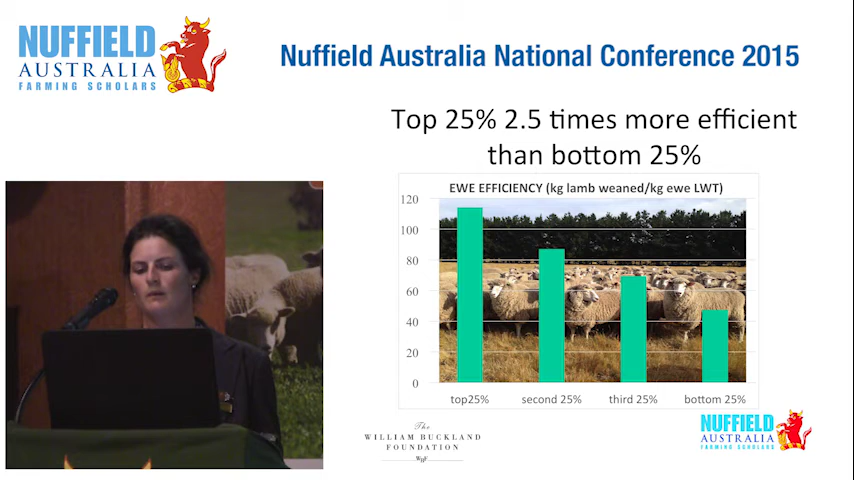 NUFFIELD
AUSTRALIA
FARMING SCHOLARS
Nuffield Australia National Conference 2015
Top 25% 2.5 times more efficient
than bottom 25%
EWE EFFICIENCY (kg lamb weaned/kg ewe LWT)
120
100
80
60
40
20
0
top25%
second 25%
third 25%
bottom 25%
The
WILLIAM BUCKLAND
FOUNDATION
NUFFIELD
AUSTRALIA
FARMING SCHOLARS